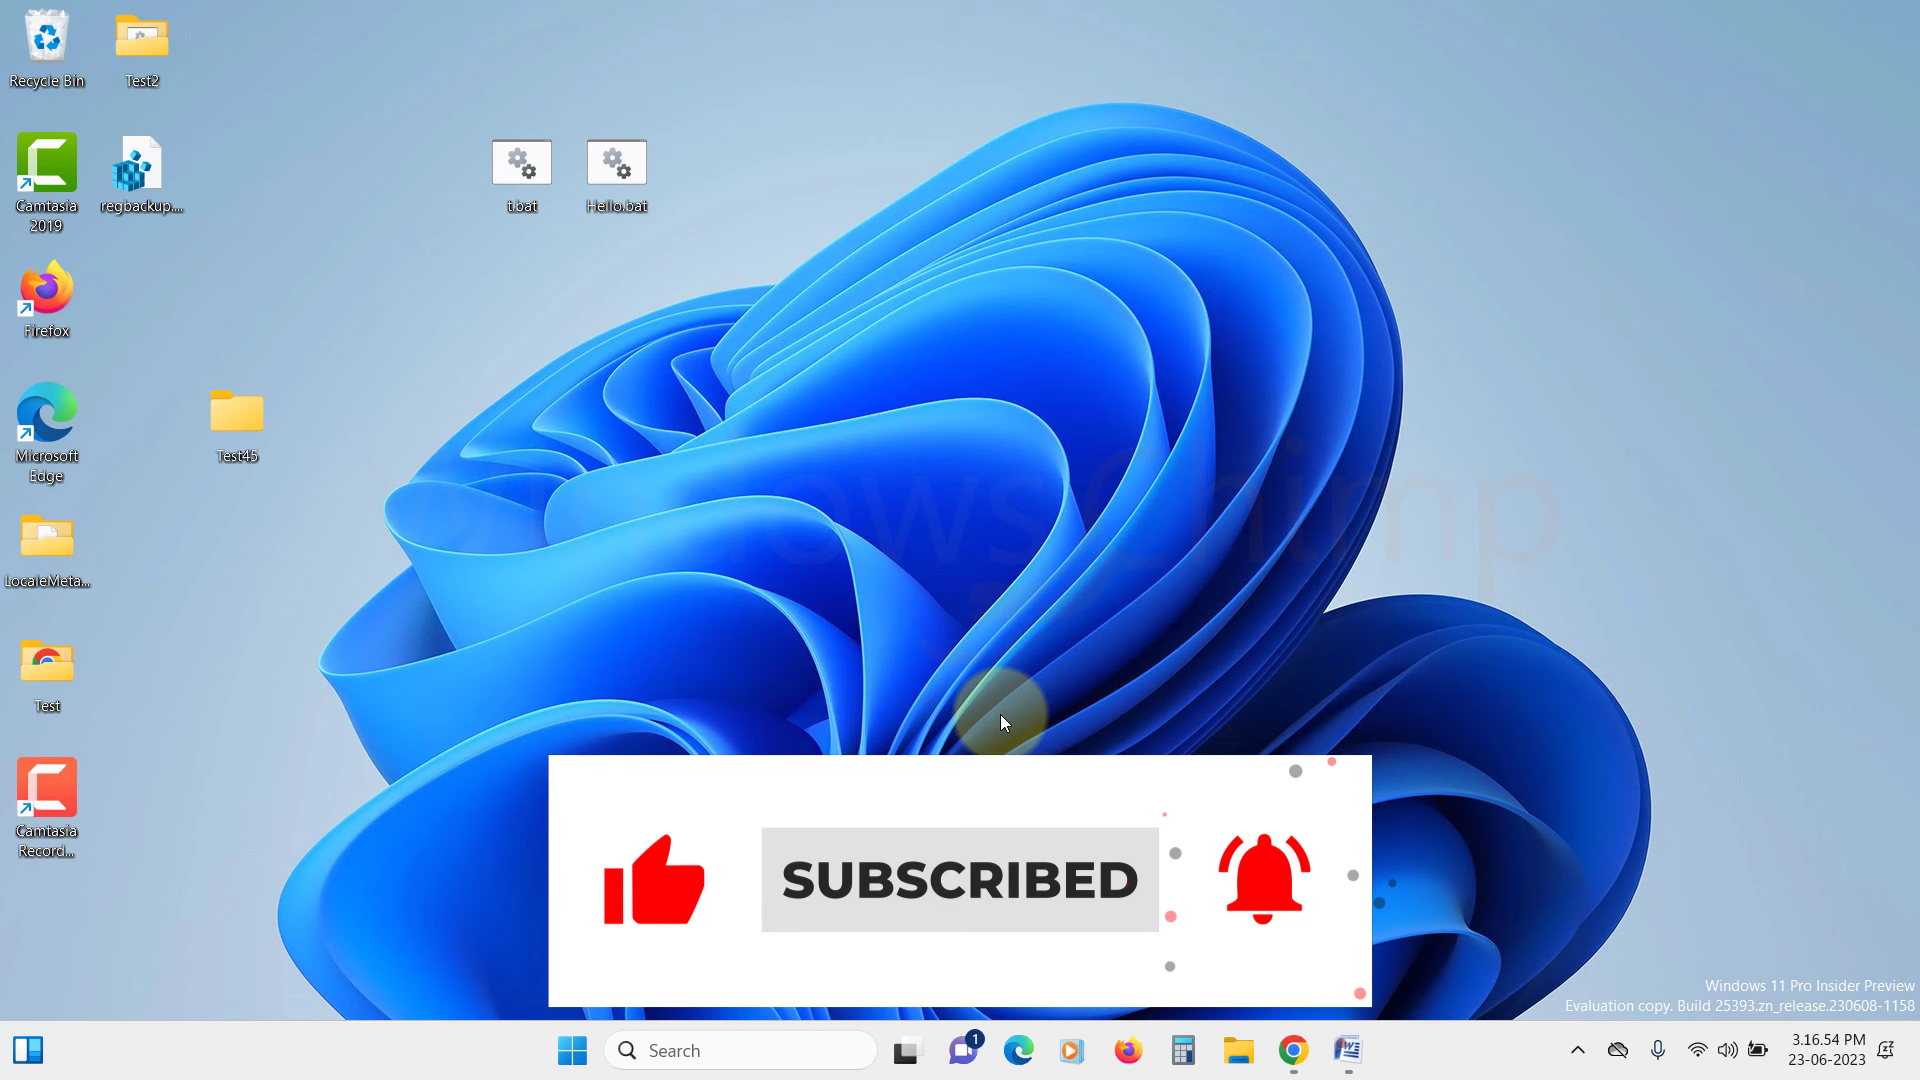 Recycle Bin
Test2
Camtasia
2019
regbackup....
t.bat
Hello.bat
Firefox
Microsoft
Edge
Test45
LocaleMeta...
Test
Camtasia
Record...
SUBSCRIBED
Windows 11 Pro Insider Preview
Evaluation copy. Build 25393.zn_release.230608-1158
Search
1
3.16.54 PM
23-06-2023